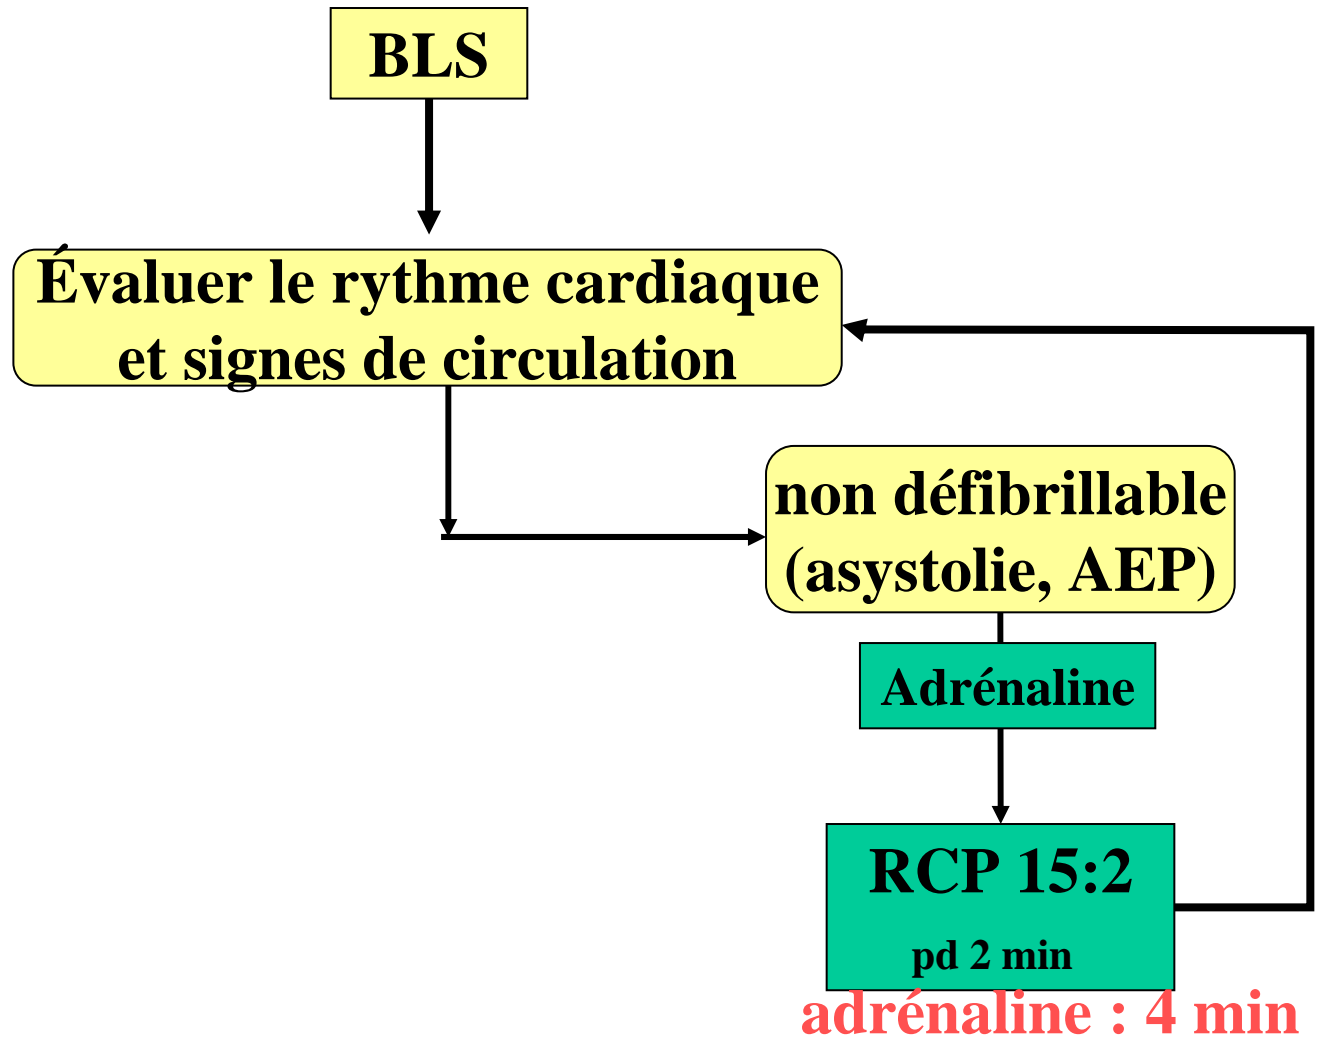 BLS
Évaluer le rythme cardiaque
et signes de circulation
non défibrillable
(asystolie, AEP)
Adrénaline
RCP 15:2
pd 2 min
adrénaline : 4 min